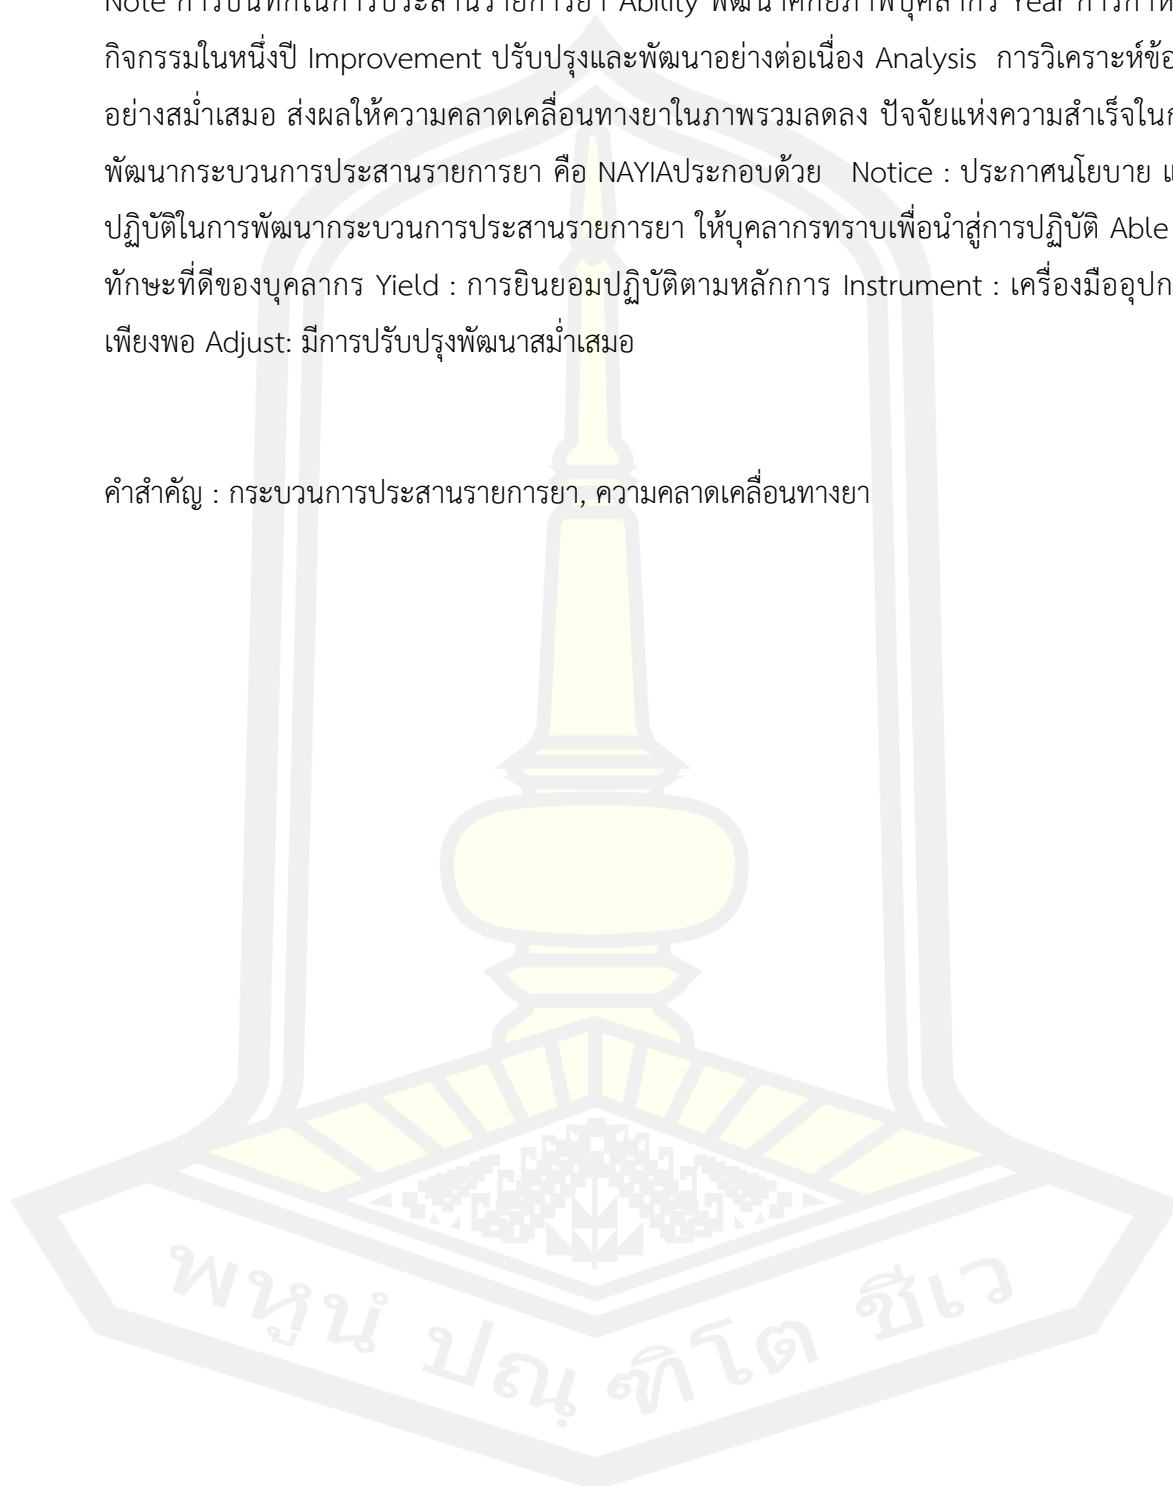 Note การบันทึกในการประสานรายการยา Ability พัฒนาศักยภาพบุคลากร Year
กิจกรรมในหนึ่งปี Improvement ปรับปรุงและพัฒนาอย่างต่อเนื่อง Analysis การวิเคราะห์ข้อ
อย่างสม่ำเสมอ ส่งผลให้ความคลาดเคลื่อนทางยาในภาพรวมลดลง ปัจจัยแห่งความสำเร็จใน
พัฒนากระบวนการประสานรายการยา คือ NAYIAประกอบด้วย Notice : ประกาศนโยบาย
ปฏิบัติในการพัฒนากระบวนการประสานรายการยา ให้บุคลากรทราบเพื่อนำสู่การปฏิบัติ Able
ทักษะที่ดีของบุคลากร Yield : การยินยอมปฏิบัติตามหลักการ Instrument : เครื่องมืออุปก
เพียงพอ Adjust: มีการปรับปรุงพัฒนาสม่ำเสมอ
คำสำคัญ : กระบวนการประสานรายการยา, ความคลาดเคลื่อนทางยา
พหูนํ ปณฺฑิโต ชีเว